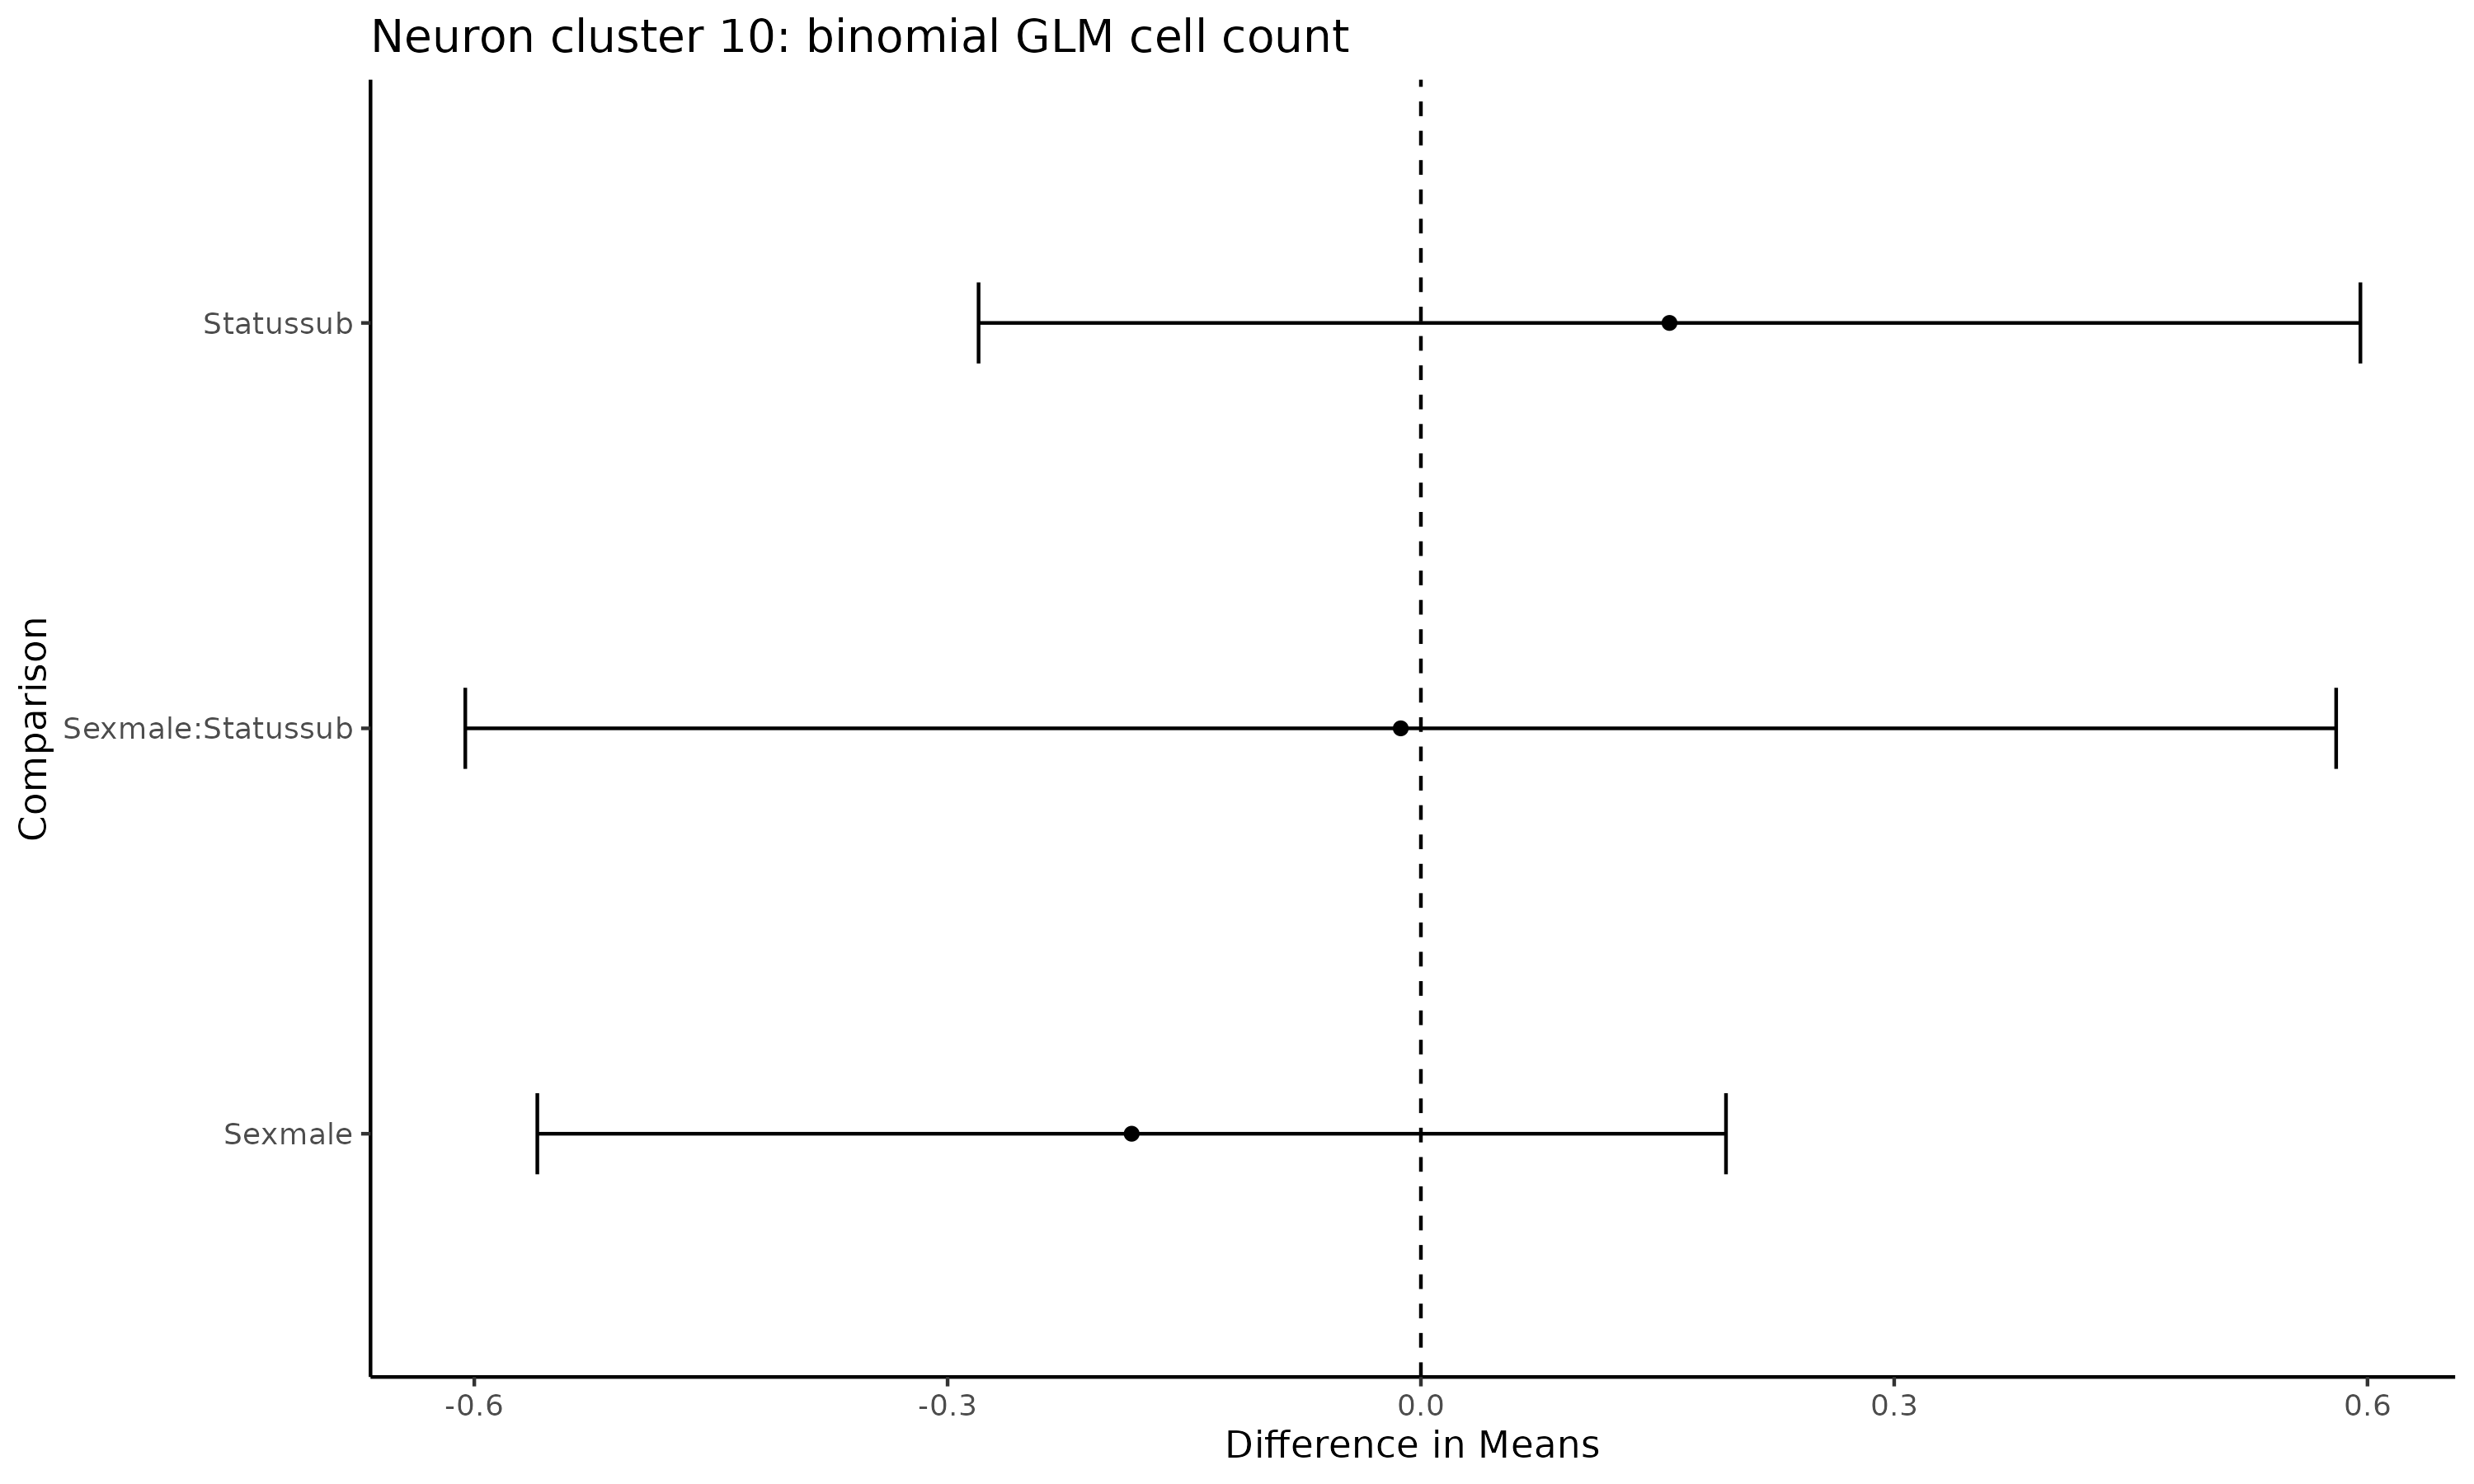 Neuron cluster 10: binomial GLM cell count
Comparison
Statussub
Sexmale:Statussub
Sexmale
-0.6
-0.3
0.0
0.3
0.6
Difference in Means